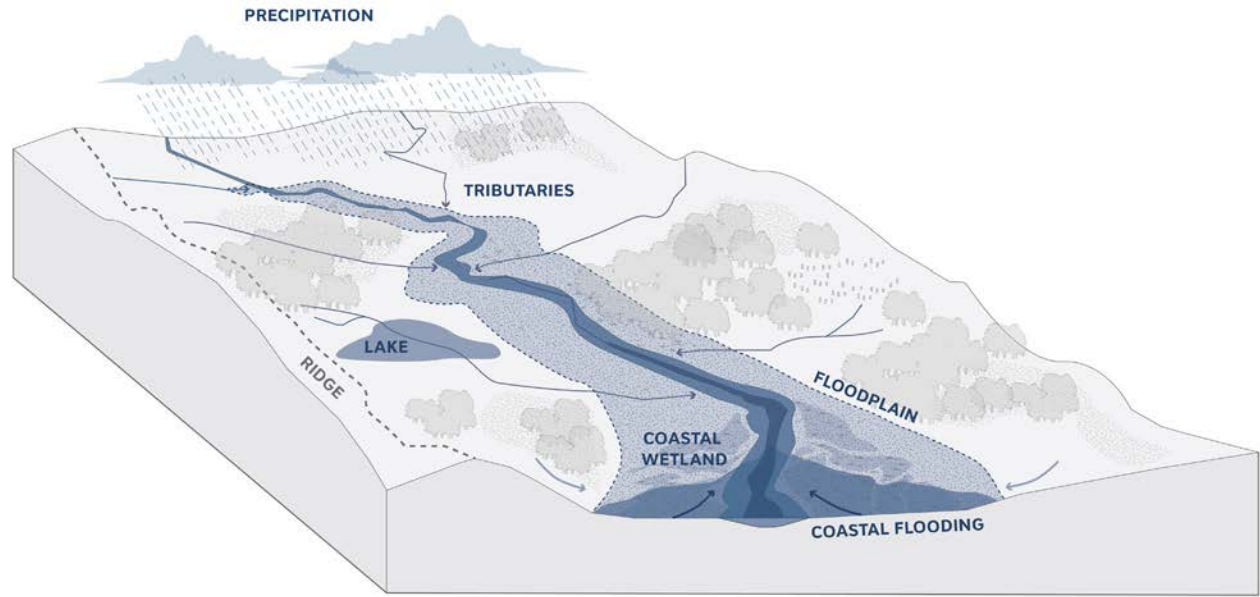 PRECIPITATION
TRIBUTARIES
LAKE
RIDGE
FLOODPLAIN
COASTAL
WETLAND
COASTAL FLOODING